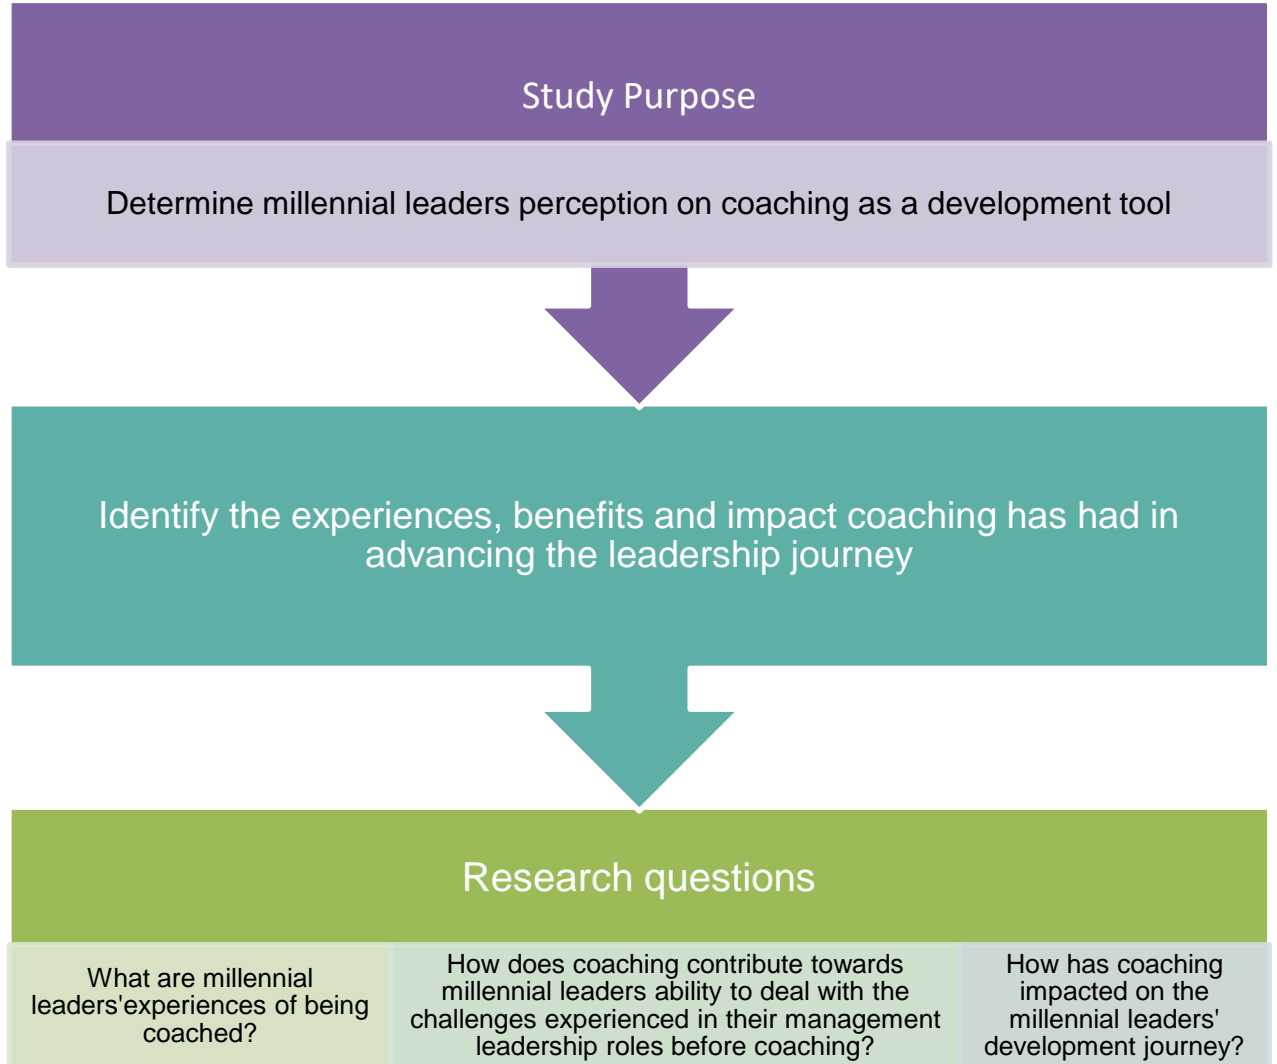 Study Purpose
Determine millennial leaders perception on coaching as a development tool
Identify the experiences, benefits and impact coaching has had in
advancing the leadership journey
Research questions
What are millennial
leaders'experiences of being
coached?
How does coaching contribute towards
millennial leaders ability to deal with the
challenges experienced in their management
leadership roles before coaching?
How has coaching
impacted on the
millennial leaders'
development journey?